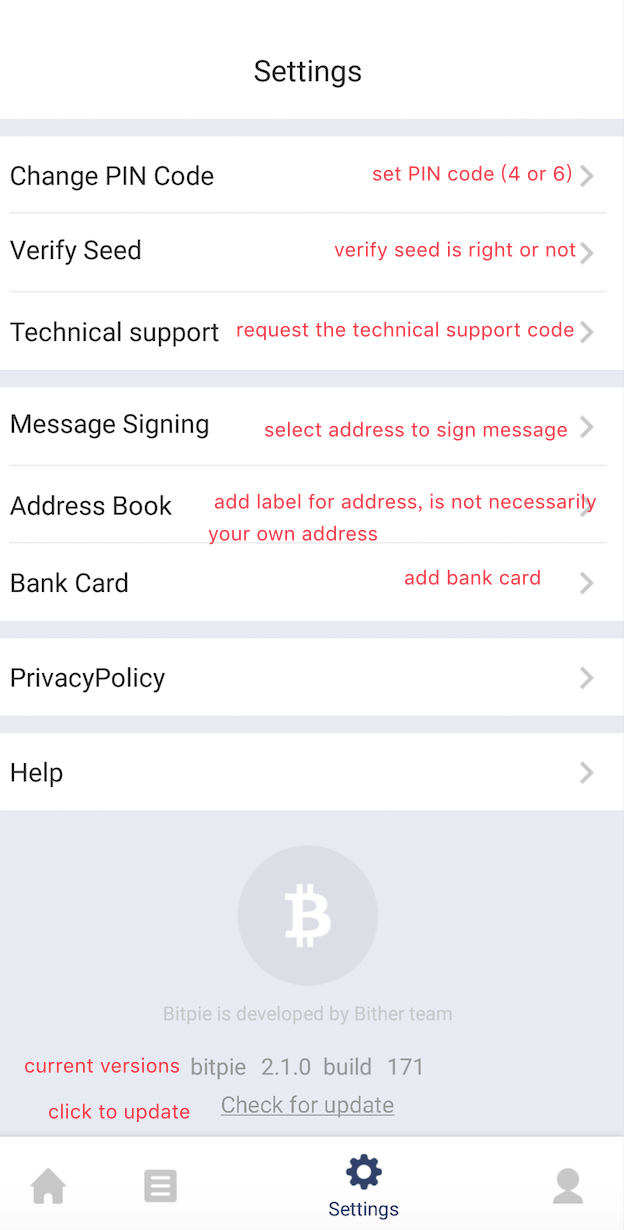 Settings
Change PIN Code set PIN code (4 or 6)
Verify Seed verify seed is right or not
Technical support request the technical support code
Message Signing select address to sign message
Address Book add label for address, is not necessarily
your own address
Bank Card add bank card
PrivacyPolicy
Help
Bitpie is developed by Bither team
current versions bitpie 2.1.0 build 171
click to update Check for update
Settings